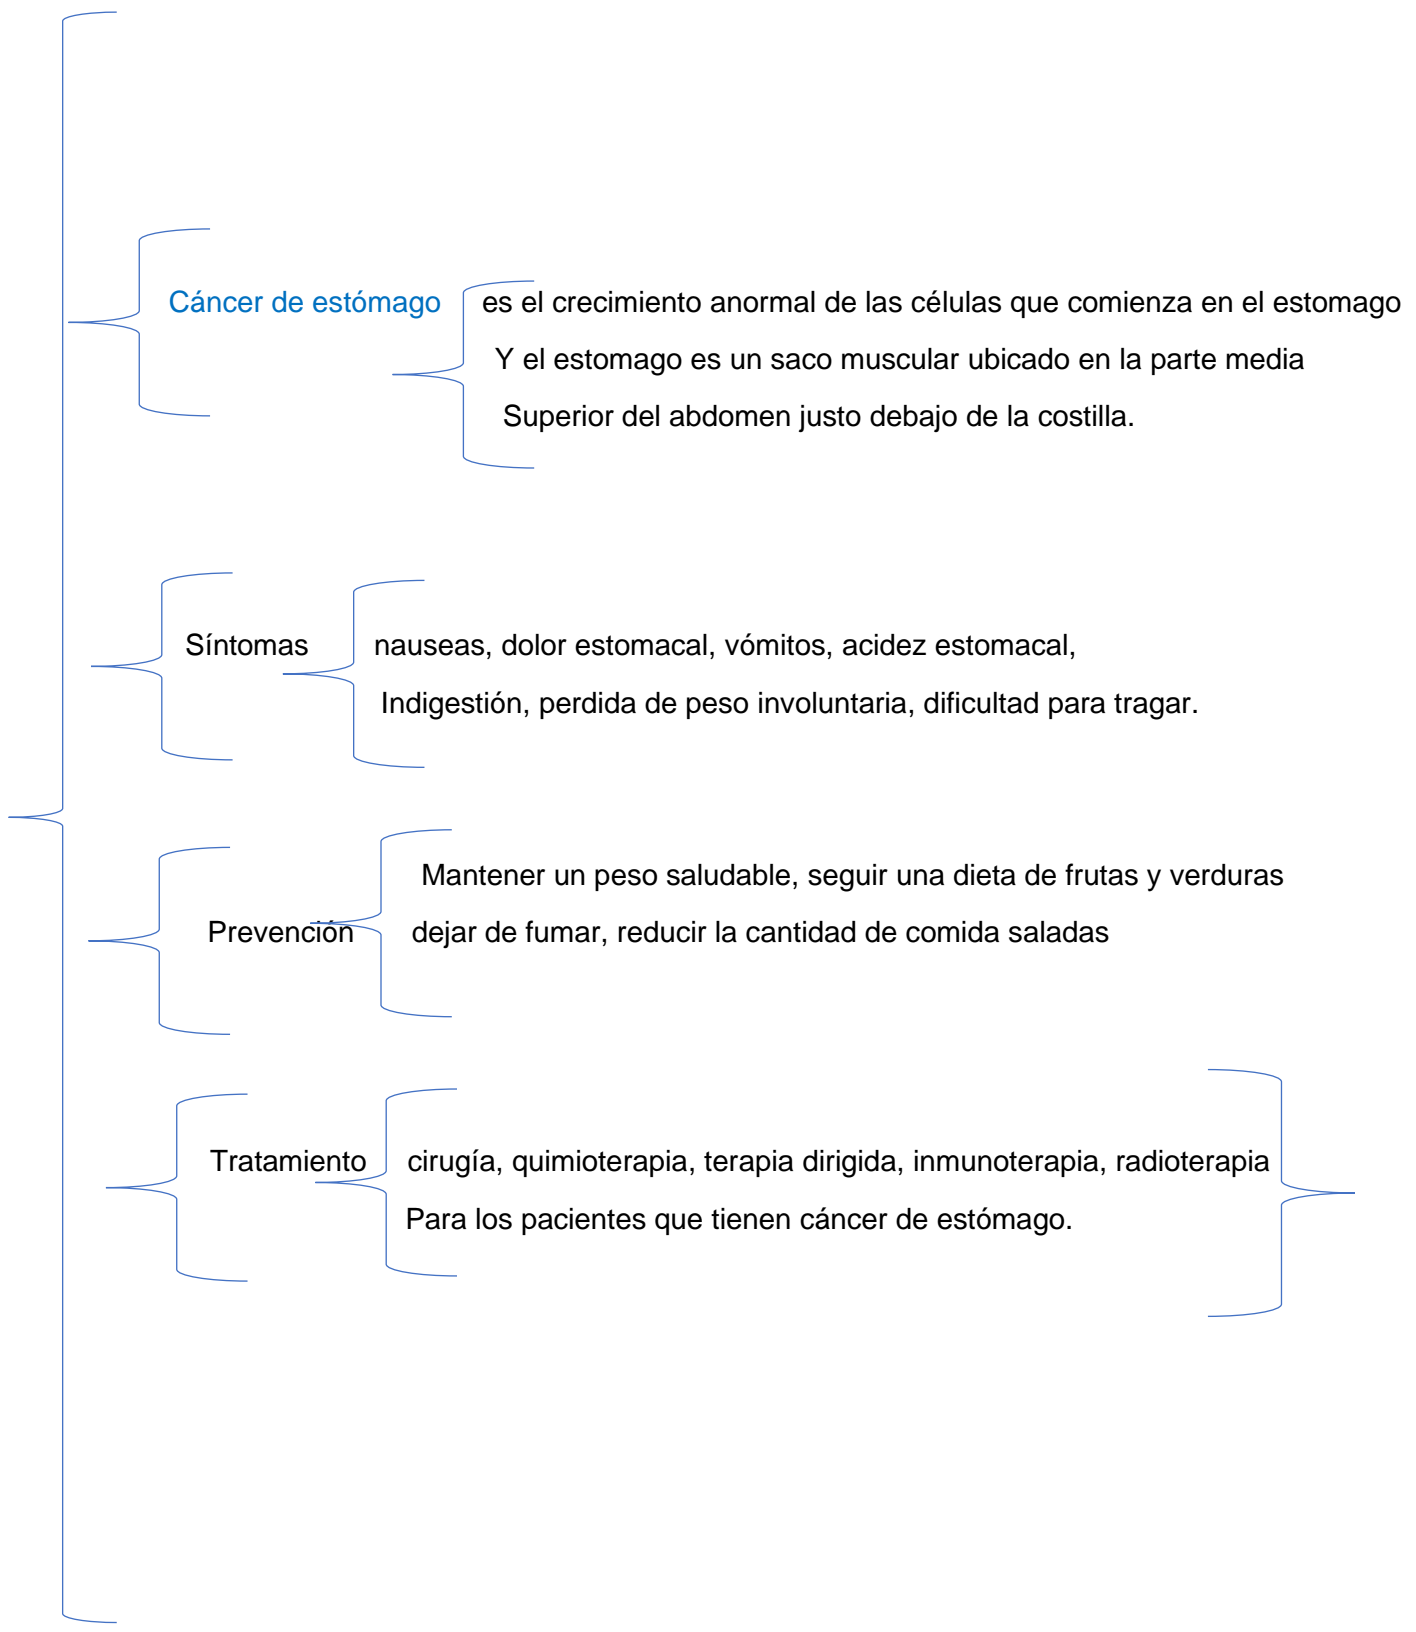 Cáncer de estómago es el crecimiento anormal de las células que comienza en el estomago
Y el estomago es un saco muscular ubicado en la parte media
Superior del abdomen justo debajo de la costilla.
Síntomas nauseas, dolor estomacal, vómitos, acidez estomacal,
Indigestión, perdida de peso involuntaria, dificultad para tragar.
Mantener un peso saludable, seguir una dieta de frutas y verduras
Prevención dejar de fumar, reducir la cantidad de comida saladas
Tratamiento cirugía, quimioterapia, terapia dirigida, inmunoterapia, radioterapia
Para los pacientes que tienen cáncer de estómago.